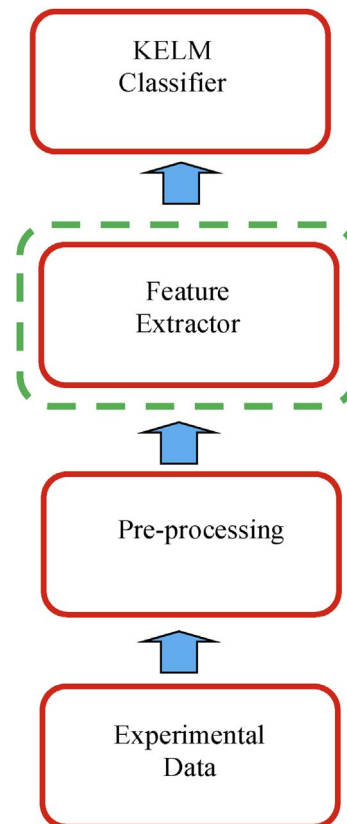 KELM
Classifier
Feature
Extractor
Pre-processing
Experimental
Data